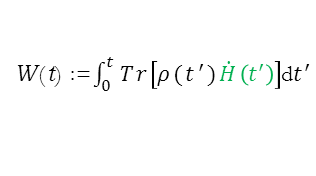 W(t) := ∫₀ᵗ Tr[ρ(t′) Ḣ(t′)]dt′